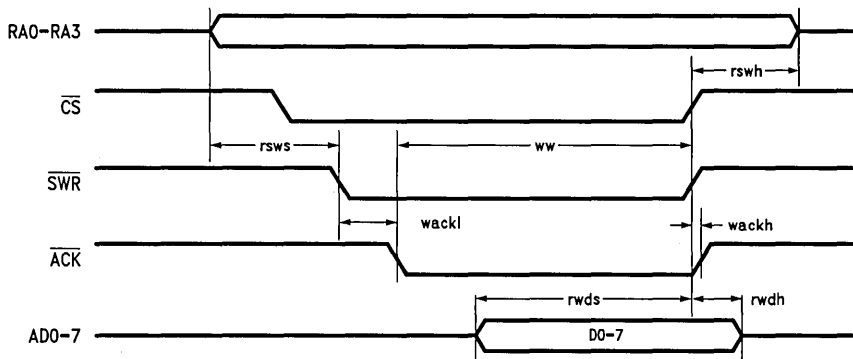 RA0-RA3
rswh
CS
rsws
ww
SWR
wackl
wackh
ACK
rwds
rwdh
AD0-7
D0-7